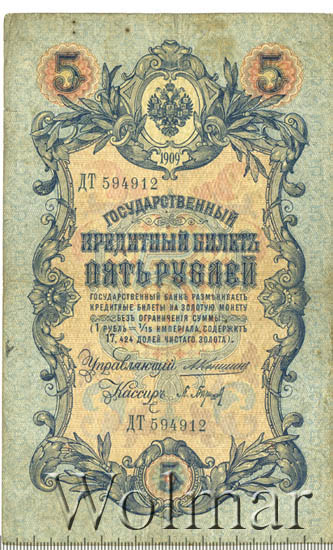 5 5
1909
ДТ 594912
ГОСУДАРСТВЕННЫЙ
КРЕДИТНЫЙ БИЛЕТЪ
ПЯТЬ РУБЛЕЙ
ГОСУДАРСТВЕННЫЙ БАНКЪ РАЗМѢНИВАЕТЪ
КРЕДИТНЫЕ БИЛЕТЫ НА ЗОЛОТУЮ МОНЕТУ
БЕЗЪ ОГРАНИЧЕНІЯ СУММЫ
(1 РУБЛЬ = 1/15 ИМПЕРІАЛА, СОДЕРЖИТЪ
17,424 ДОЛЕЙ ЧИСТАГО ЗОЛОТА).
Управляющій
Кассиръ
ДТ 594912
5
Wolmar